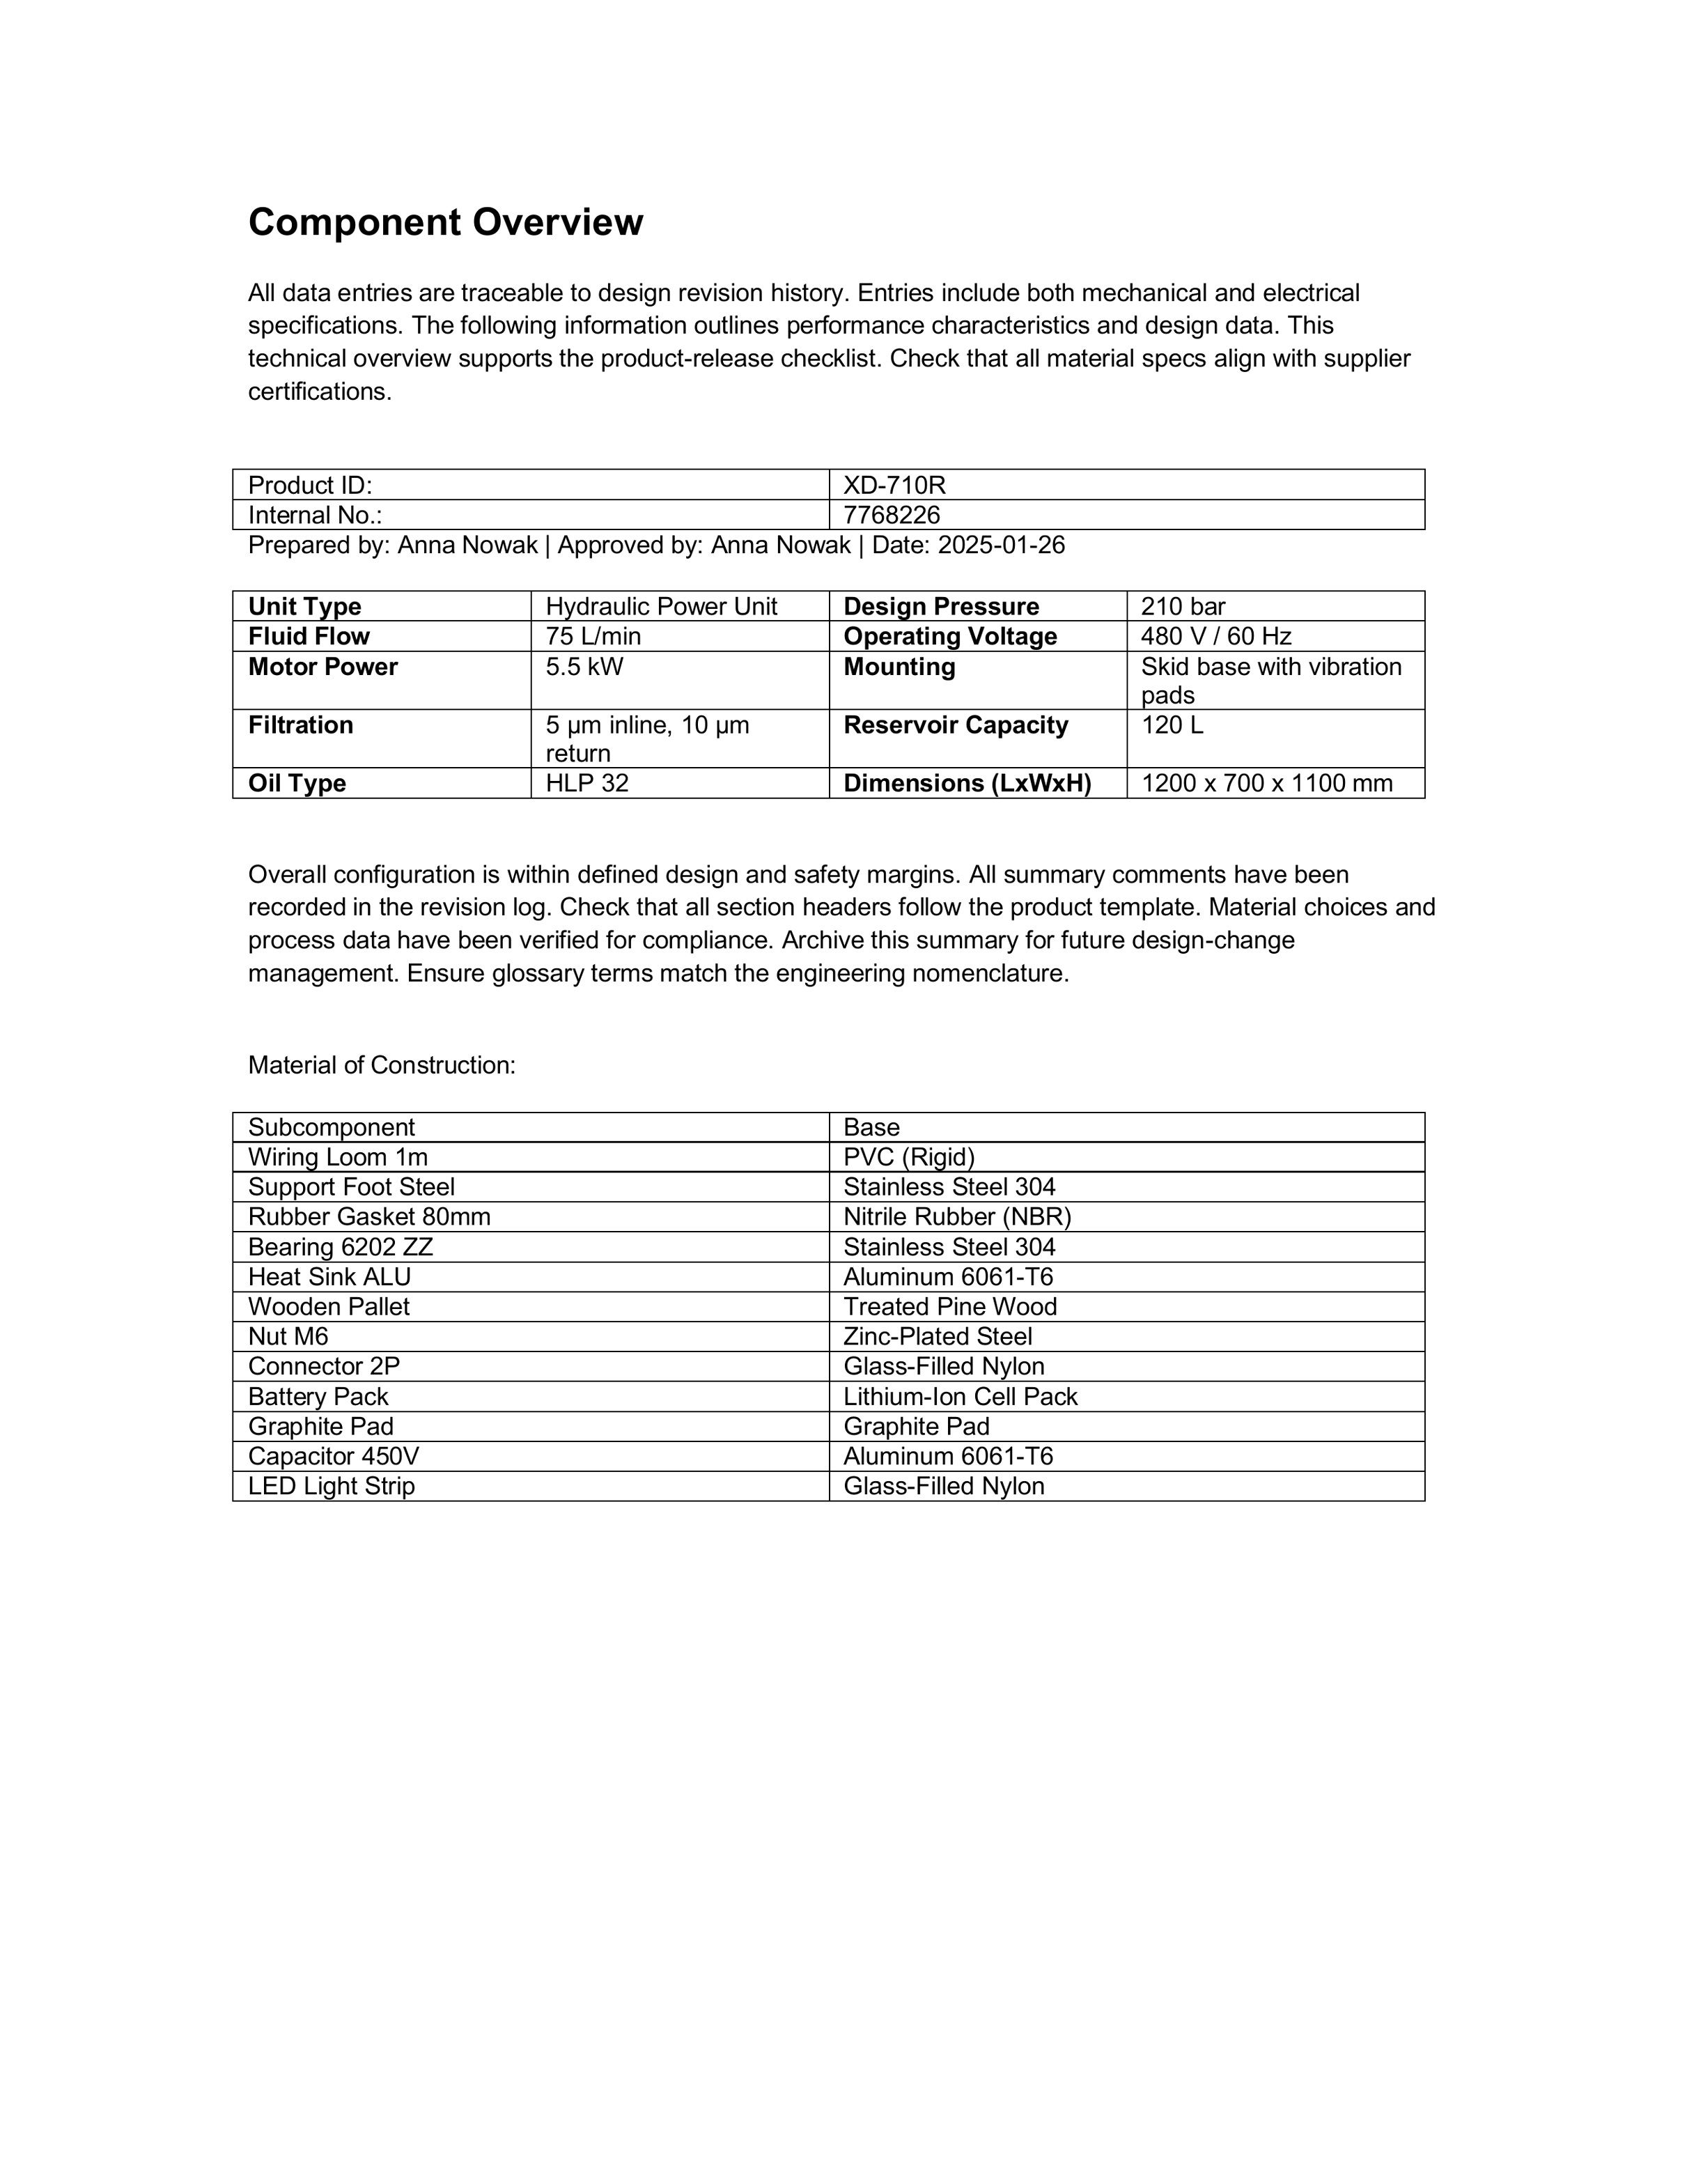 Component Overview
All data entries are traceable to design revision history. Entries include both mechanical and electrical
specifications. The following information outlines performance characteristics and design data. This
technical overview supports the product-release checklist. Check that all material specs align with supplier
certifications.
Product ID: XD-710R
Internal No.: 7768226
Prepared by: Anna Nowak | Approved by: Anna Nowak | Date: 2025-01-26
Unit Type Hydraulic Power Unit Design Pressure 210 bar
Fluid Flow 75 L/min Operating Voltage 480 V / 60 Hz
Motor Power 5.5 kW Mounting Skid base with vibration
pads
Filtration 5 µm inline, 10 µm Reservoir Capacity 120 L
return
Oil Type HLP 32 Dimensions (LxWxH) 1200 x 700 x 1100 mm
Overall configuration is within defined design and safety margins. All summary comments have been
recorded in the revision log. Check that all section headers follow the product template. Material choices and
process data have been verified for compliance. Archive this summary for future design-change
management. Ensure glossary terms match the engineering nomenclature.
Material of Construction:
Subcomponent Base
Wiring Loom 1m PVC (Rigid)
Support Foot Steel Stainless Steel 304
Rubber Gasket 80mm Nitrile Rubber (NBR)
Bearing 6202 ZZ Stainless Steel 304
Heat Sink ALU Aluminum 6061-T6
Wooden Pallet Treated Pine Wood
Nut M6 Zinc-Plated Steel
Connector 2P Glass-Filled Nylon
Battery Pack Lithium-Ion Cell Pack
Graphite Pad Graphite Pad
Capacitor 450V Aluminum 6061-T6
LED Light Strip Glass-Filled Nylon